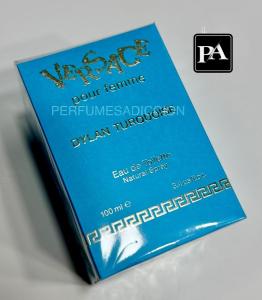 PA
VERSACE
pour femme
PERFUMESADICCION
DYLAN TURQUOISE
Eau de Toilette
Natural Spray
100 ml e